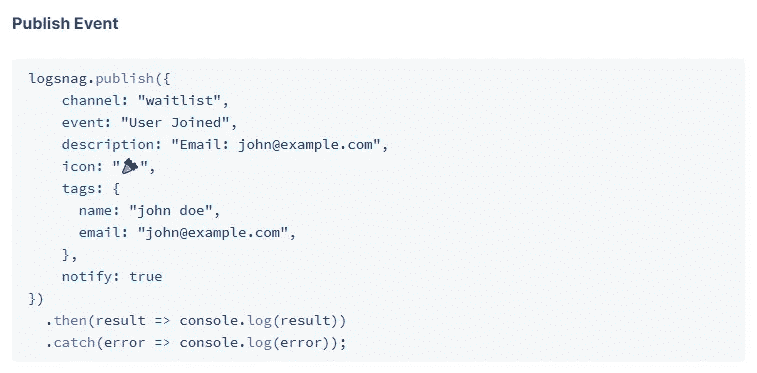 Publish Event
logsnag.publish({
    channel: "waitlist",
    event: "User Joined",
    description: "Email: john@example.com",
    icon: "🎉",
    tags: {
      name: "john doe",
      email: "john@example.com",
    },
    notify: true
})
  .then(result => console.log(result))
  .catch(error => console.log(error));